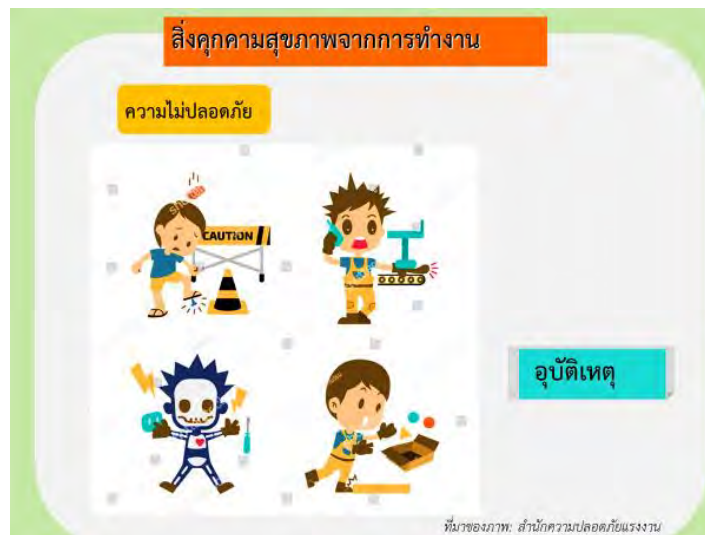 สิ่งคุกคามสุขภาพจากการทำงาน
ความไม่ปลอดภัย
CAUTION
อุบัติเหตุ
ที่มาของภาพ: สำนักความปลอดภัยแรงงาน